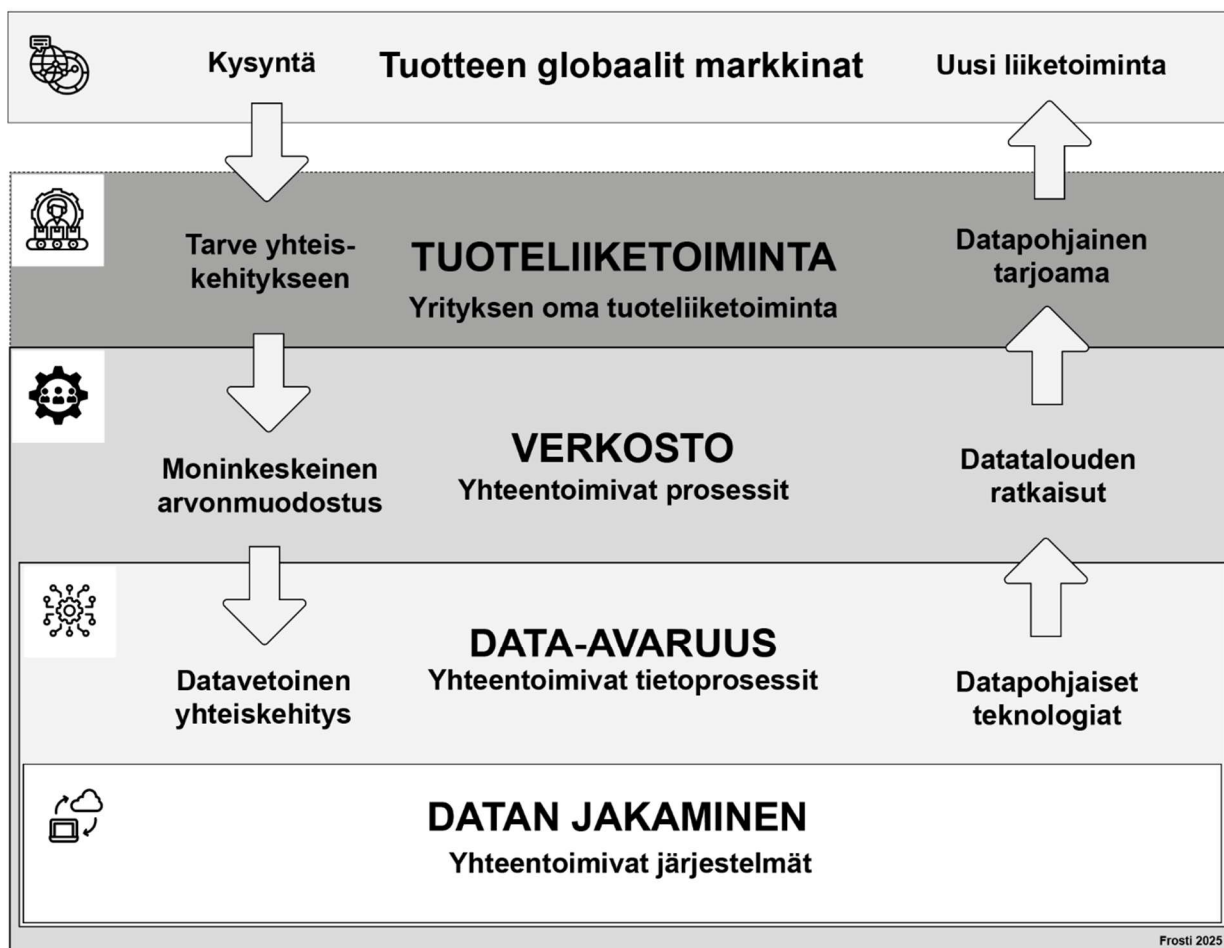 Kysyntä
Tuotteen globaalit markkinat
Uusi liiketoiminta
Tarve yhteis-
kehitykseen
TUOTELIIKETOIMINTA
Yrityksen oma tuoteliiketoiminta
Datapohjainen
tarjoama
Moninkeskeinen
arvonmuodostus
VERKOSTO
Yhteentoimivat prosessit
Datatalouden
ratkaisut
Datavetoinen
yhteiskehitys
DATA-AVARUUS
Yhteentoimivat tietoprosessit
Datapohjaiset
teknologiat
DATAN JAKAMINEN
Yhteentoimivat järjestelmät
Frosti 2025